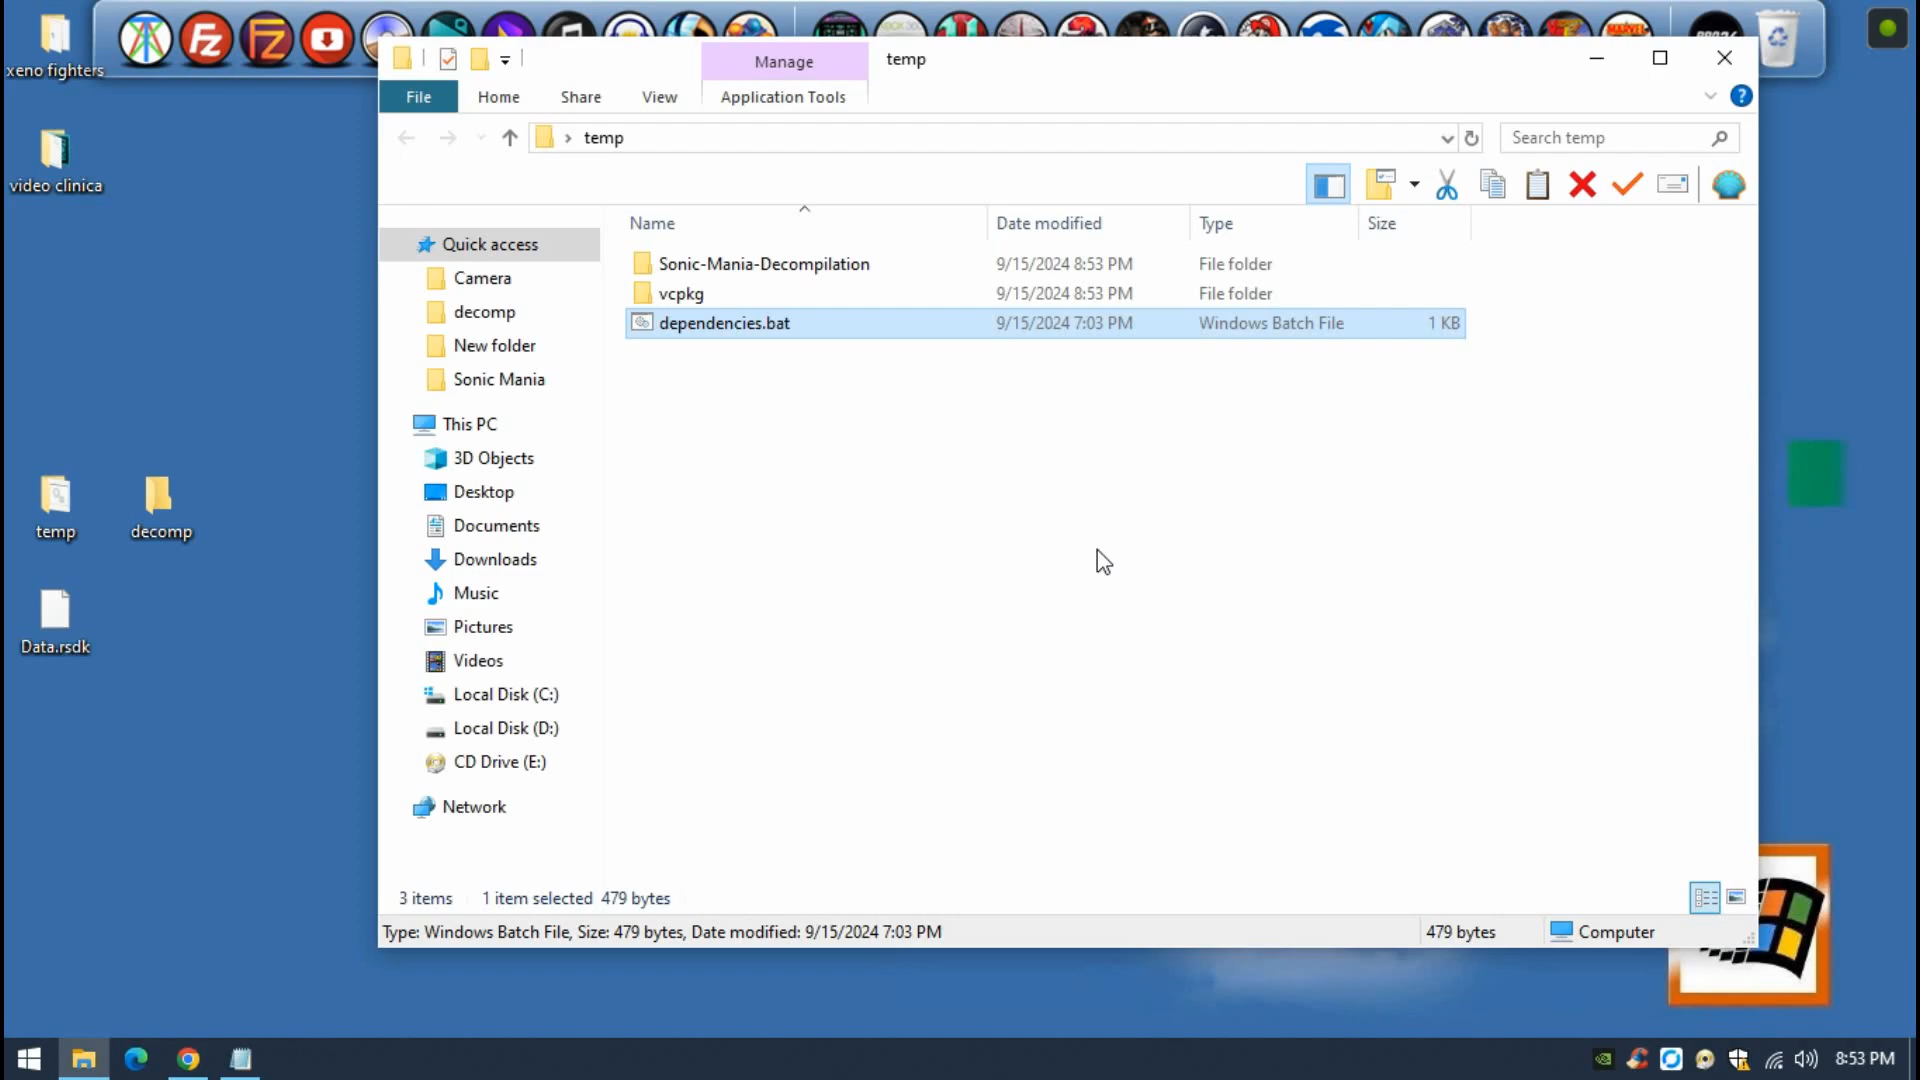 xeno fighters
video clinica
temp
decomp
Data.rsdk
Manage
temp
File
Home
Share
View
Application Tools
temp
Search temp
Name
Date modified
Type
Size
Sonic-Mania-Decompilation 9/15/2024 8:53 PM File folder
vcpkg 9/15/2024 8:53 PM File folder
dependencies.bat 9/15/2024 7:03 PM Windows Batch File 1 KB
Quick access
Camera
decomp
New folder
Sonic Mania
This PC
3D Objects
Desktop
Documents
Downloads
Music
Pictures
Videos
Local Disk (C:)
Local Disk (D:)
CD Drive (E:)
Network
3 items 1 item selected 479 bytes
Type: Windows Batch File, Size: 479 bytes, Date modified: 9/15/2024 7:03 PM
479 bytes
Computer
8:53 PM